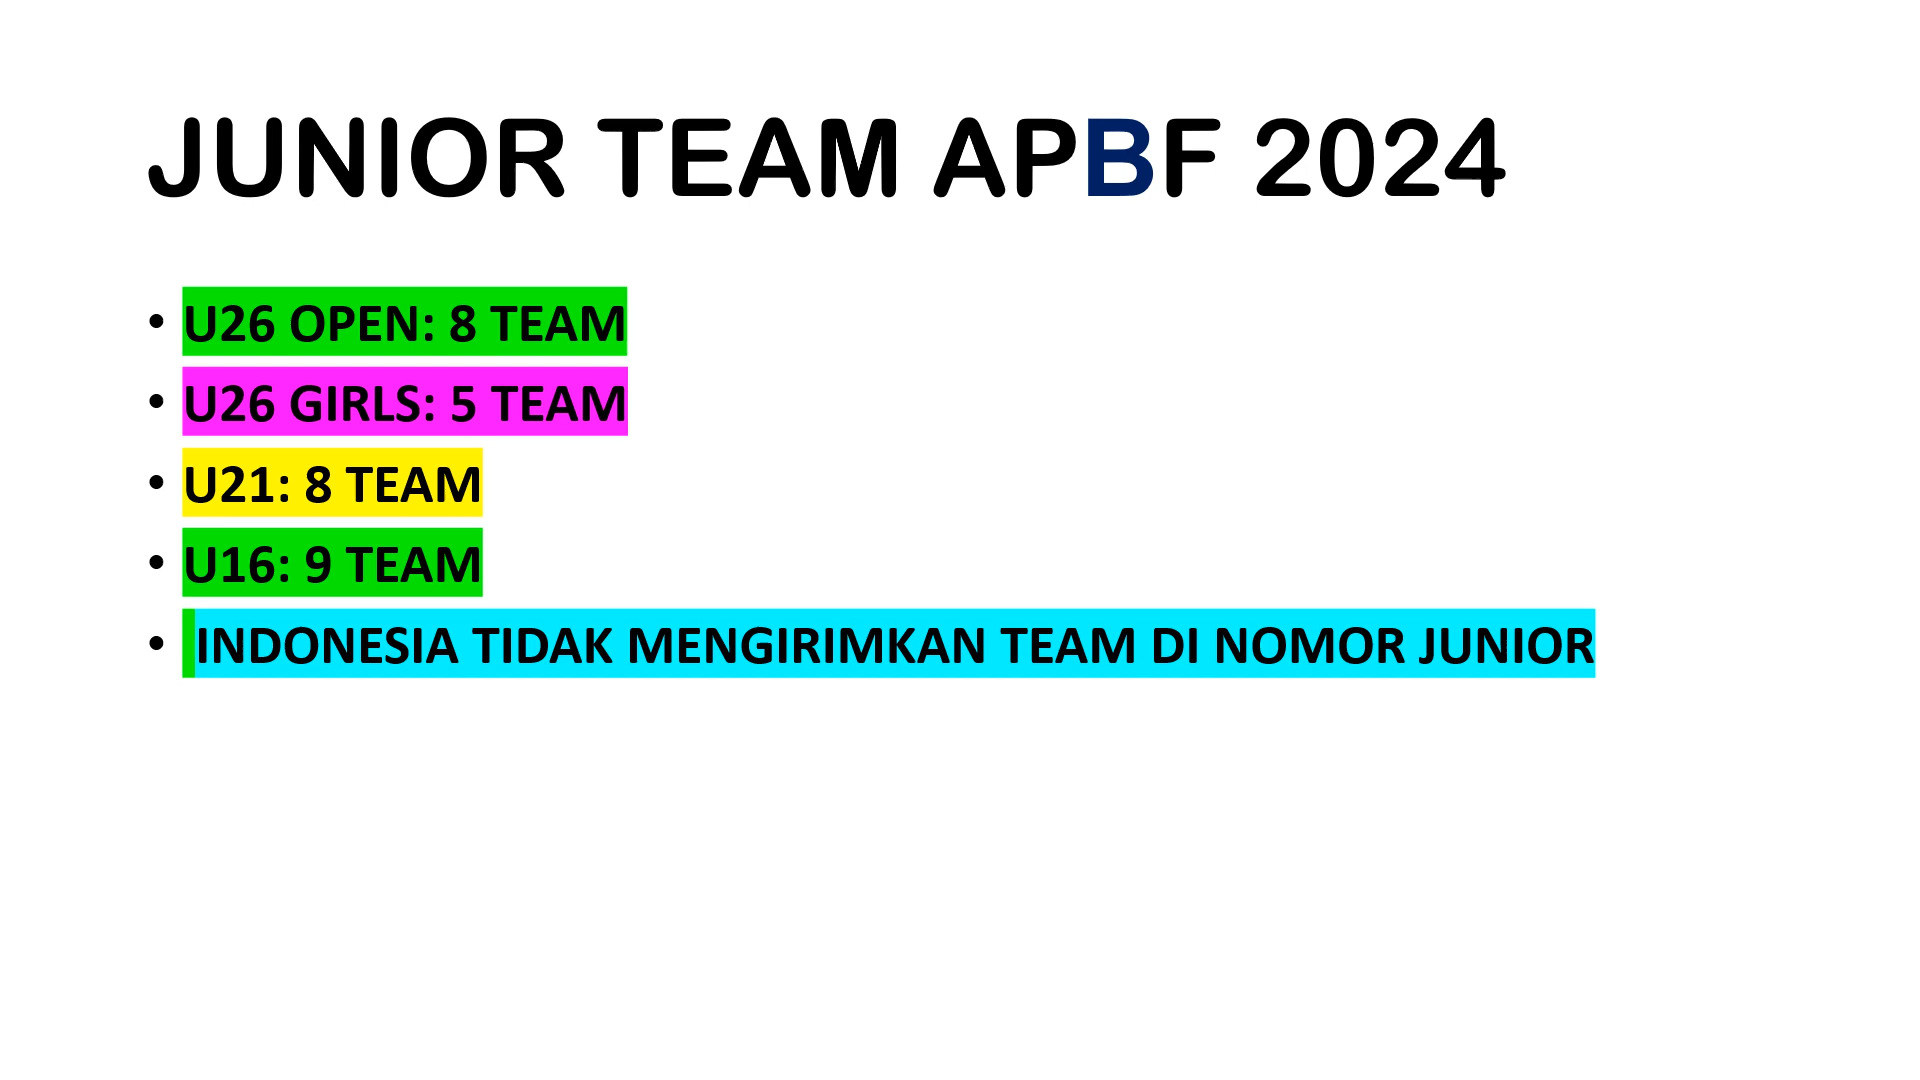 JUNIOR TEAM APBF 2024
• U26 OPEN: 8 TEAM
• U26 GIRLS: 5 TEAM
• U21: 8 TEAM
• U16: 9 TEAM
• INDONESIA TIDAK MENGIRIMKAN TEAM DI NOMOR JUNIOR